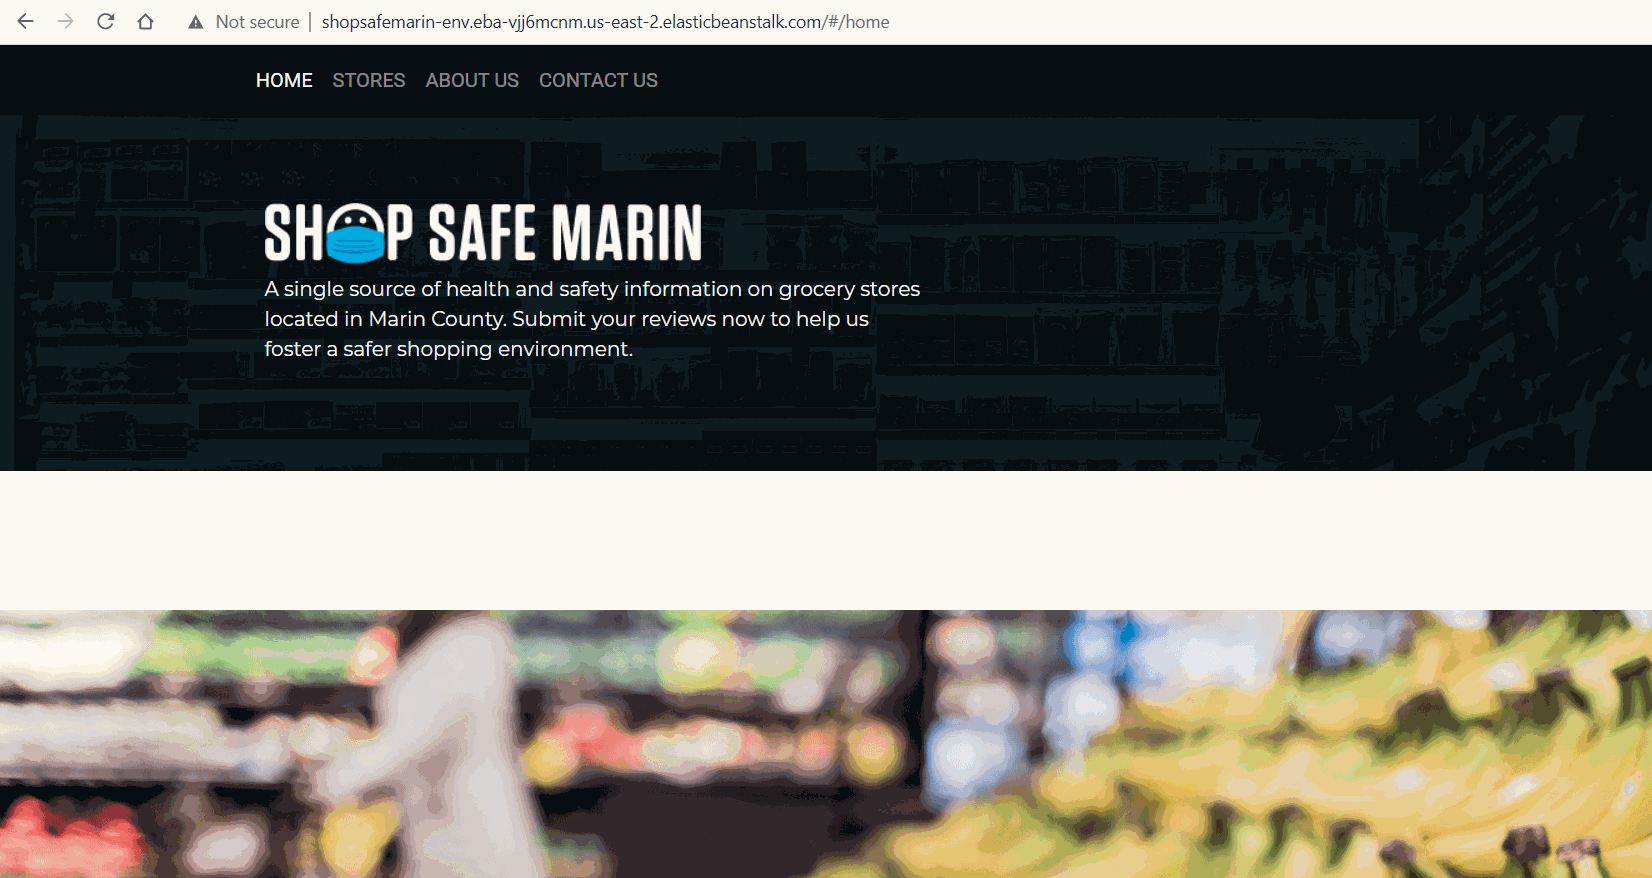 Not secure | shopsafemarin-env.eba-vjj6mcnm.us-east-2.elasticbeanstalk.com/#/home
HOME STORES ABOUT US CONTACT US
SHOP SAFE MARIN
A single source of health and safety information on grocery stores
located in Marin County. Submit your reviews now to help us
foster a safer shopping environment.